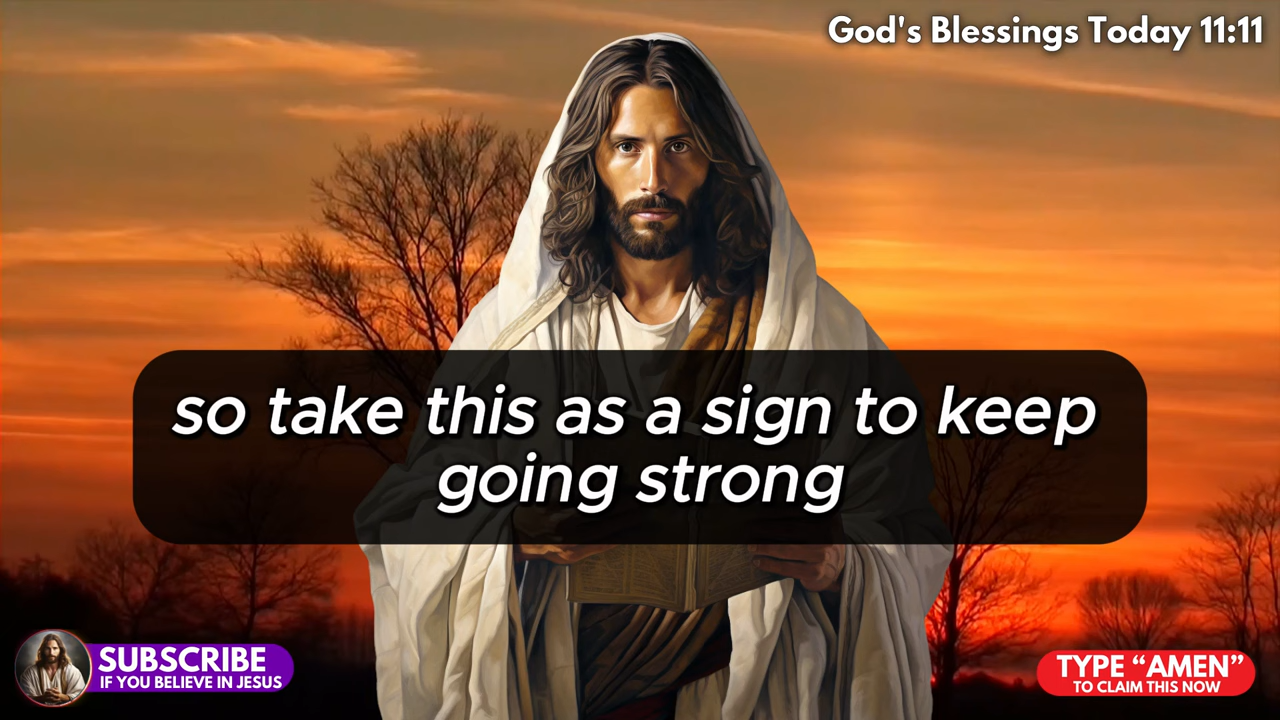 God's Blessings Today 11:11
so take this as a sign to keep
going strong
SUBSCRIBE
IF YOU BELIEVE IN JESUS
TYPE “AMEN”
TO CLAIM THIS NOW